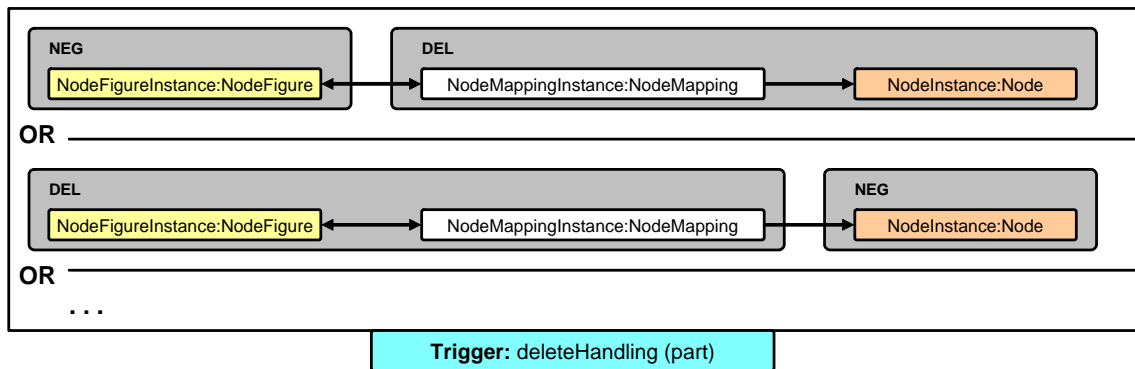 NEG DEL
NodeFigureInstance:NodeFigure NodeMappingInstance:NodeMapping NodeInstance:Node
OR
DEL NEG
NodeFigureInstance:NodeFigure NodeMappingInstance:NodeMapping NodeInstance:Node
OR
. . .
Trigger: deleteHandling (part)